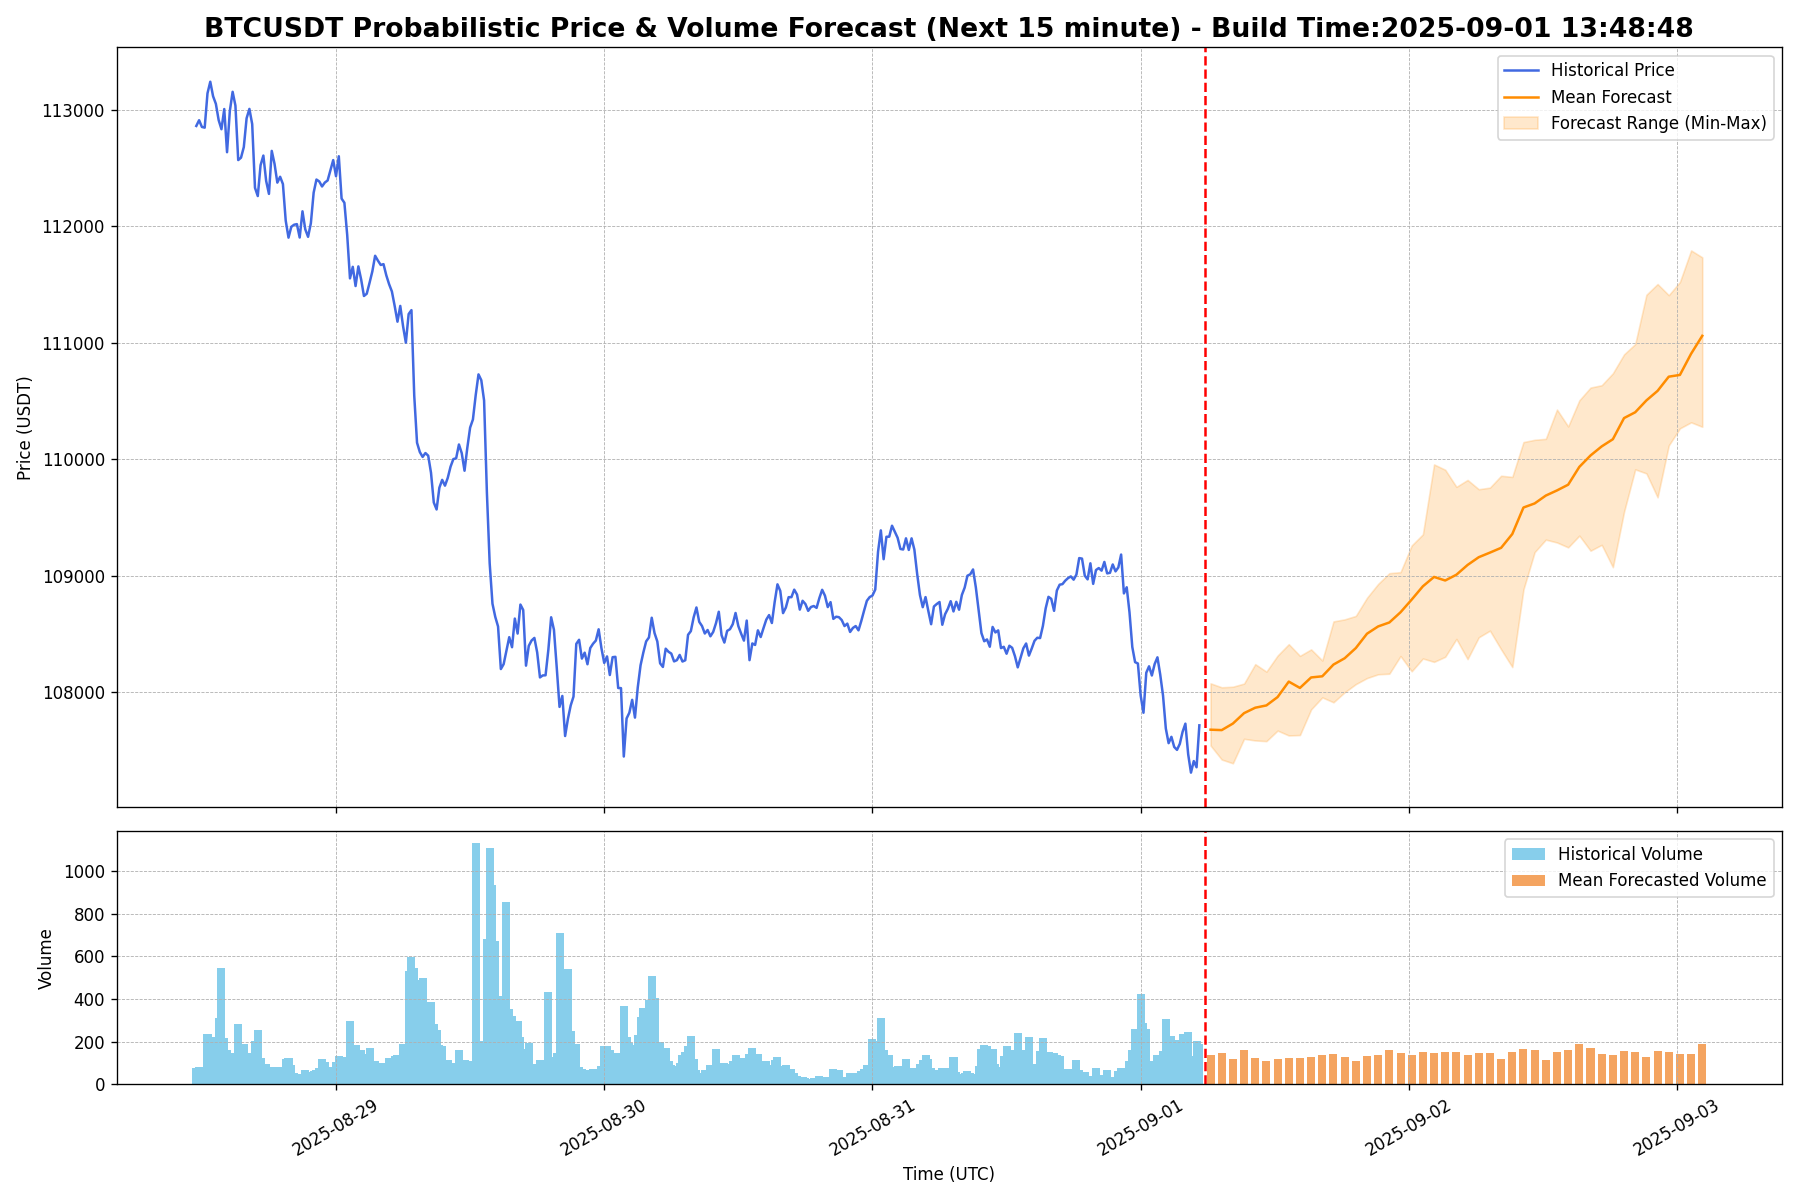 BTCUSDT Probabilistic Price & Volume Forecast (Next 15 minute) - Build Time:2025-09-01 13:48:48
Historical Price
Mean Forecast
Forecast Range (Min-Max)
113000
112000
111000
110000
109000
108000
Price (USDT)
Historical Volume
Mean Forecasted Volume
1000
800
600
400
200
0
Volume
2025-08-29
2025-08-30
2025-08-31
2025-09-01
2025-09-02
2025-09-03
Time (UTC)